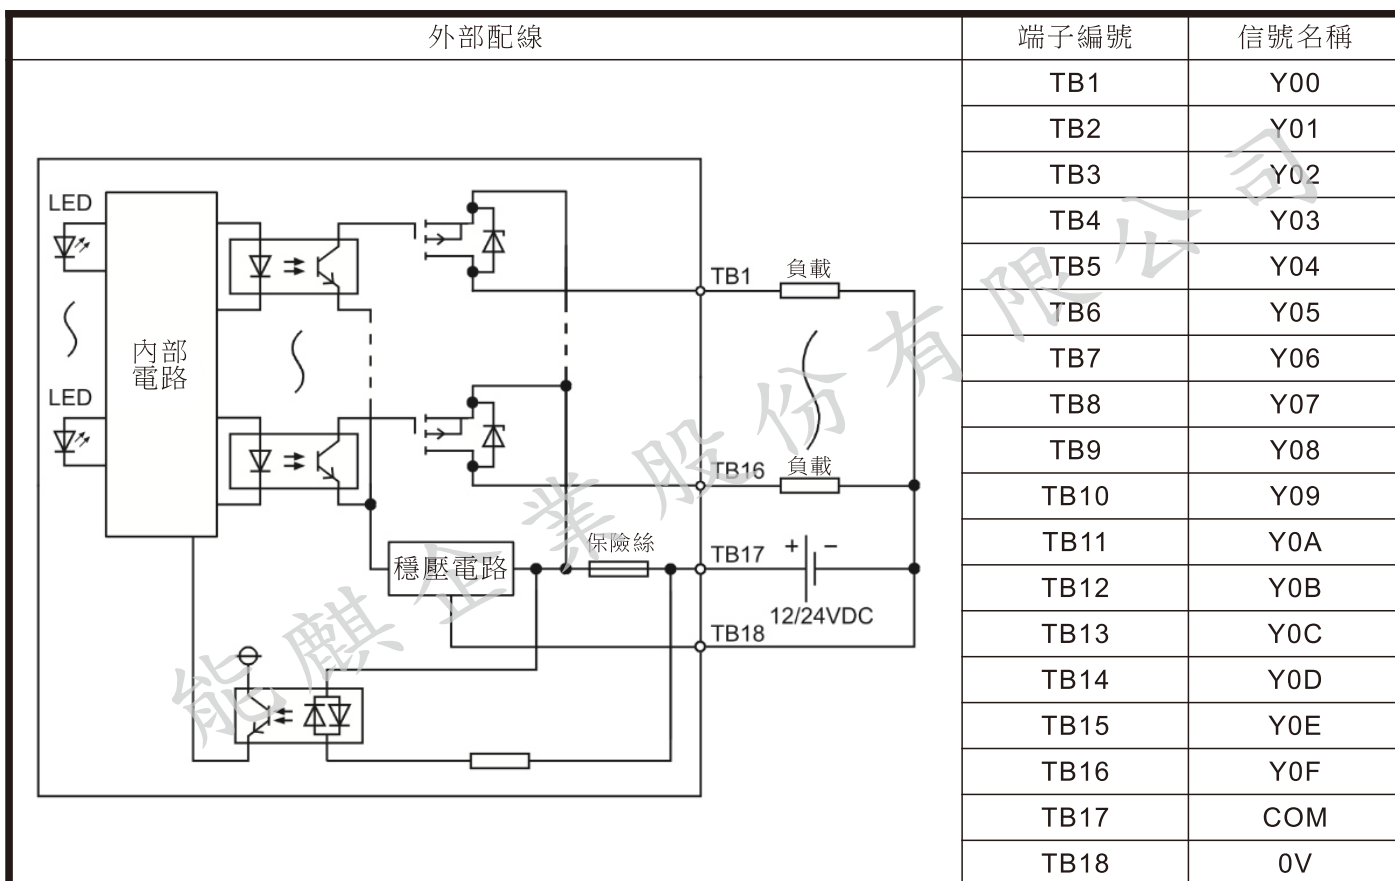 外部配線 端子編號 信號名稱
TB1 Y00
TB2 Y01
TB3 Y02
TB4 Y03
TB5 Y04
TB6 Y05
TB7 Y06
TB8 Y07
TB9 Y08
TB10 Y09
TB11 Y0A
TB12 Y0B
TB13 Y0C
TB14 Y0D
TB15 Y0E
TB16 Y0F
TB17 COM
TB18 0V
LED
LED
內部
電路
TB1 負載
TB16 負載
穩壓電路
保險絲
TB17 + −
12/24VDC
TB18
能麒企業股份有限公司